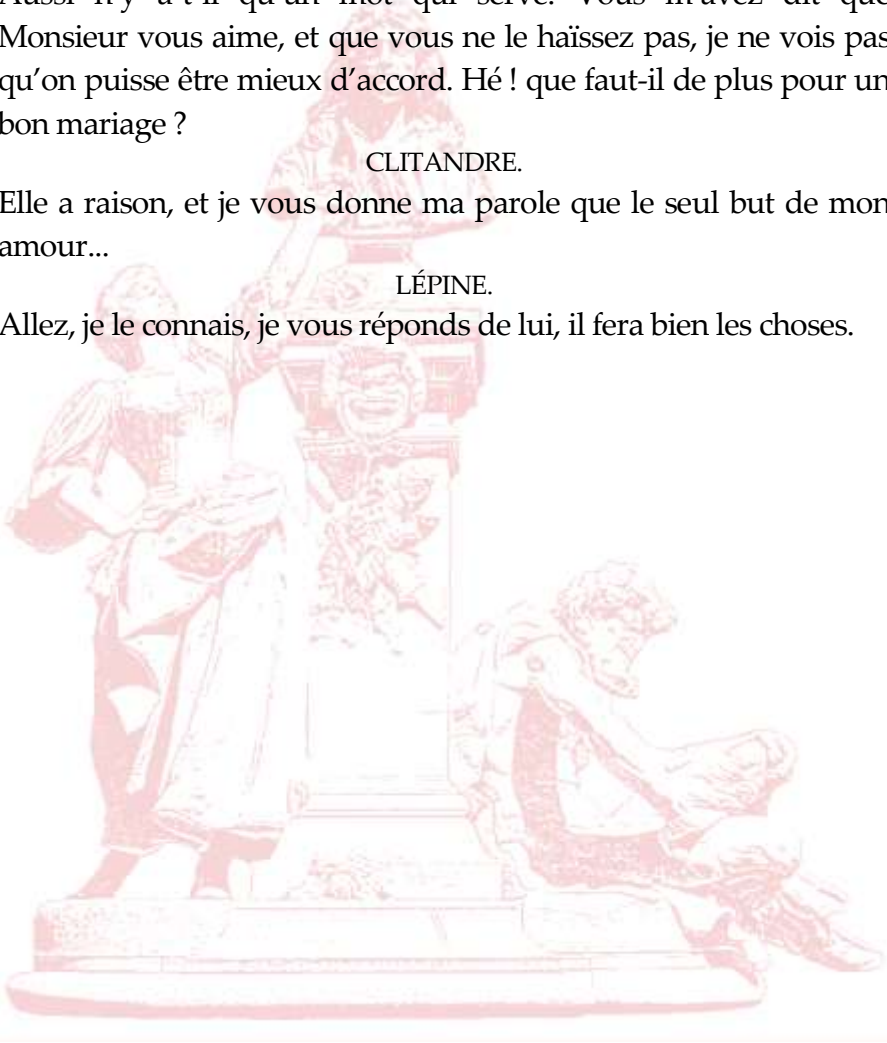 Aussi n'y a-t-il qu'un mot qui serve. Vous m'avez dit que
Monsieur vous aime, et que vous ne le haïssez pas, je ne vois pas
qu'on puisse être mieux d'accord. Hé ! que faut-il de plus pour un
bon mariage ?
CLITANDRE.
Elle a raison, et je vous donne ma parole que le seul but de mon
amour...
LÉPINE.
Allez, je le connais, je vous réponds de lui, il fera bien les choses.